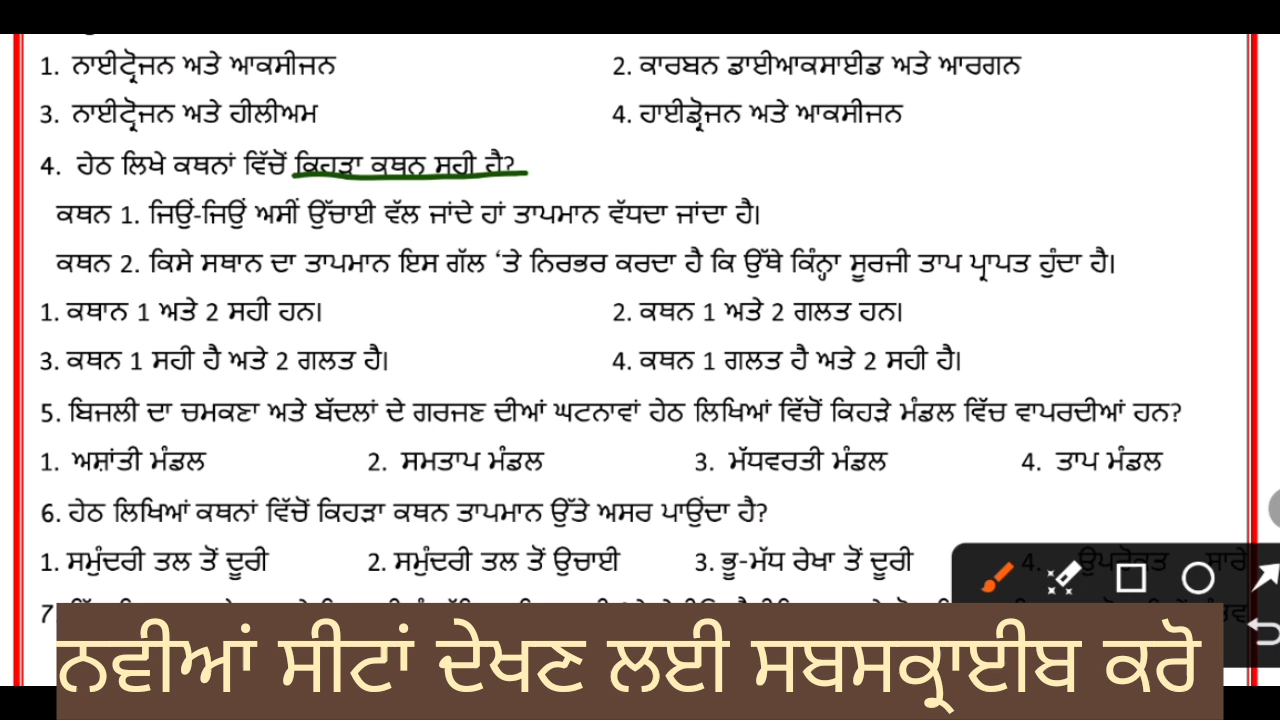 1. ਨਾਈਟ੍ਰੋਜਨ ਅਤੇ ਆਕਸੀਜਨ 2. ਕਾਰਬਨ ਡਾਈਆਕਸਾਈਡ ਅਤੇ ਆਰਗਨ
3. ਨਾਈਟ੍ਰੋਜਨ ਅਤੇ ਹੀਲੀਅਮ 4. ਹਾਈਡ੍ਰੋਜਨ ਅਤੇ ਆਕਸੀਜਨ
4. ਹੇਠ ਲਿਖੇ ਕਥਨਾਂ ਵਿੱਚੋਂ ਕਿਹੜਾ ਕਥਨ ਸਹੀ ਹੈ?
ਕਥਨ 1. ਜਿਉਂ-ਜਿਉਂ ਅਸੀਂ ਉੱਚਾਈ ਵੱਲ ਜਾਂਦੇ ਹਾਂ ਤਾਪਮਾਨ ਵੱਧਦਾ ਜਾਂਦਾ ਹੈ।
ਕਥਨ 2. ਕਿਸੇ ਸਥਾਨ ਦਾ ਤਾਪਮਾਨ ਇਸ ਗੱਲ ‘ਤੇ ਨਿਰਭਰ ਕਰਦਾ ਹੈ ਕਿ ਉੱਥੇ ਕਿੰਨ੍ਹਾ ਸੂਰਜੀ ਤਾਪ ਪ੍ਰਾਪਤ ਹੁੰਦਾ ਹੈ।
1. ਕਥਾਨ 1 ਅਤੇ 2 ਸਹੀ ਹਨ। 2. ਕਥਨ 1 ਅਤੇ 2 ਗਲਤ ਹਨ।
3. ਕਥਨ 1 ਸਹੀ ਹੈ ਅਤੇ 2 ਗਲਤ ਹੈ। 4. ਕਥਨ 1 ਗਲਤ ਹੈ ਅਤੇ 2 ਸਹੀ ਹੈ।
5. ਬਿਜਲੀ ਦਾ ਚਮਕਣਾ ਅਤੇ ਬੱਦਲਾਂ ਦੇ ਗਰਜਣ ਦੀਆਂ ਘਟਨਾਵਾਂ ਹੇਠ ਲਿਖਿਆਂ ਵਿੱਚੋਂ ਕਿਹੜੇ ਮੰਡਲ ਵਿੱਚ ਵਾਪਰਦੀਆਂ ਹਨ?
1. ਅਸ਼ਾਂਤੀ ਮੰਡਲ 2. ਸਮਤਾਪ ਮੰਡਲ 3. ਮੱਧਵਰਤੀ ਮੰਡਲ 4. ਤਾਪ ਮੰਡਲ
6. ਹੇਠ ਲਿਖਿਆਂ ਕਥਨਾਂ ਵਿੱਚੋਂ ਕਿਹੜਾ ਕਥਨ ਤਾਪਮਾਨ ਉੱਤੇ ਅਸਰ ਪਾਉਂਦਾ ਹੈ?
1. ਸਮੁੰਦਰੀ ਤਲ ਤੋਂ ਦੂਰੀ 2. ਸਮੁੰਦਰੀ ਤਲ ਤੋਂ ਉਚਾਈ 3. ਭੂ-ਮੱਧ ਰੇਖਾ ਤੋਂ ਦੂਰੀ 4. ਉਪਰੋਕਤ ਸਾਰੇ
7
ਨਵੀਆਂ ਸੀਟਾਂ ਦੇਖਣ ਲਈ ਸਬਸਕ੍ਰਾਈਬ ਕਰੋ